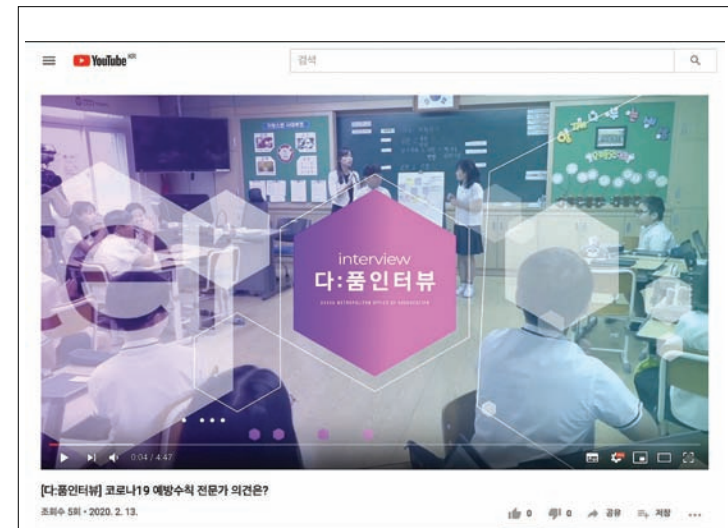 YouTube KR
검색
interview
다:품인터뷰
0:04 / 4:47
[다:품인터뷰] 코로나19 예방수칙 전문가 의견은?
조회수 5회 • 2020. 2. 13.
0
0
공유
저장